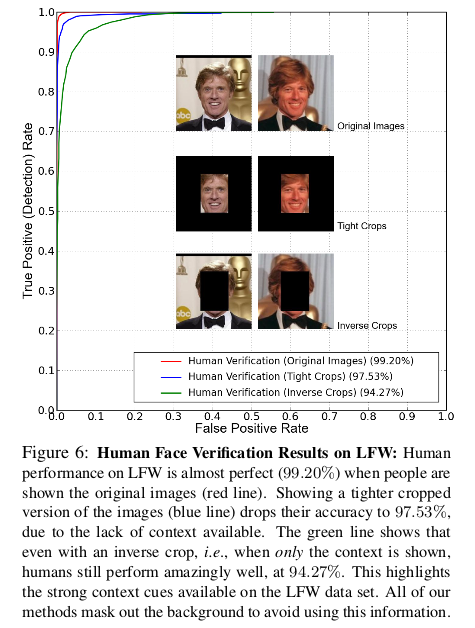 1.0
0.9
0.8
0.7
0.6
0.5
0.4
0.3
0.2
0.1
0.0
True Positive (Detection) Rate
abc
Original Images
Tight Crops
abc
Inverse Crops
Human Verification (Original Images) (99.20%)
Human Verification (Tight Crops) (97.53%)
Human Verification (Inverse Crops) (94.27%)
0.0 0.1 0.2 0.3 0.4 0.5 0.6 0.7 0.8 0.9 1.0
False Positive Rate
Figure 6: Human Face Verification Results on LFW: Human
performance on LFW is almost perfect (99.20%) when people are
shown the original images (red line). Showing a tighter cropped
version of the images (blue line) drops their accuracy to 97.53%,
due to the lack of context available. The green line shows that
even with an inverse crop, i.e., when only the context is shown,
humans still perform amazingly well, at 94.27%. This highlights
the strong context cues available on the LFW data set. All of our
methods mask out the background to avoid using this information.